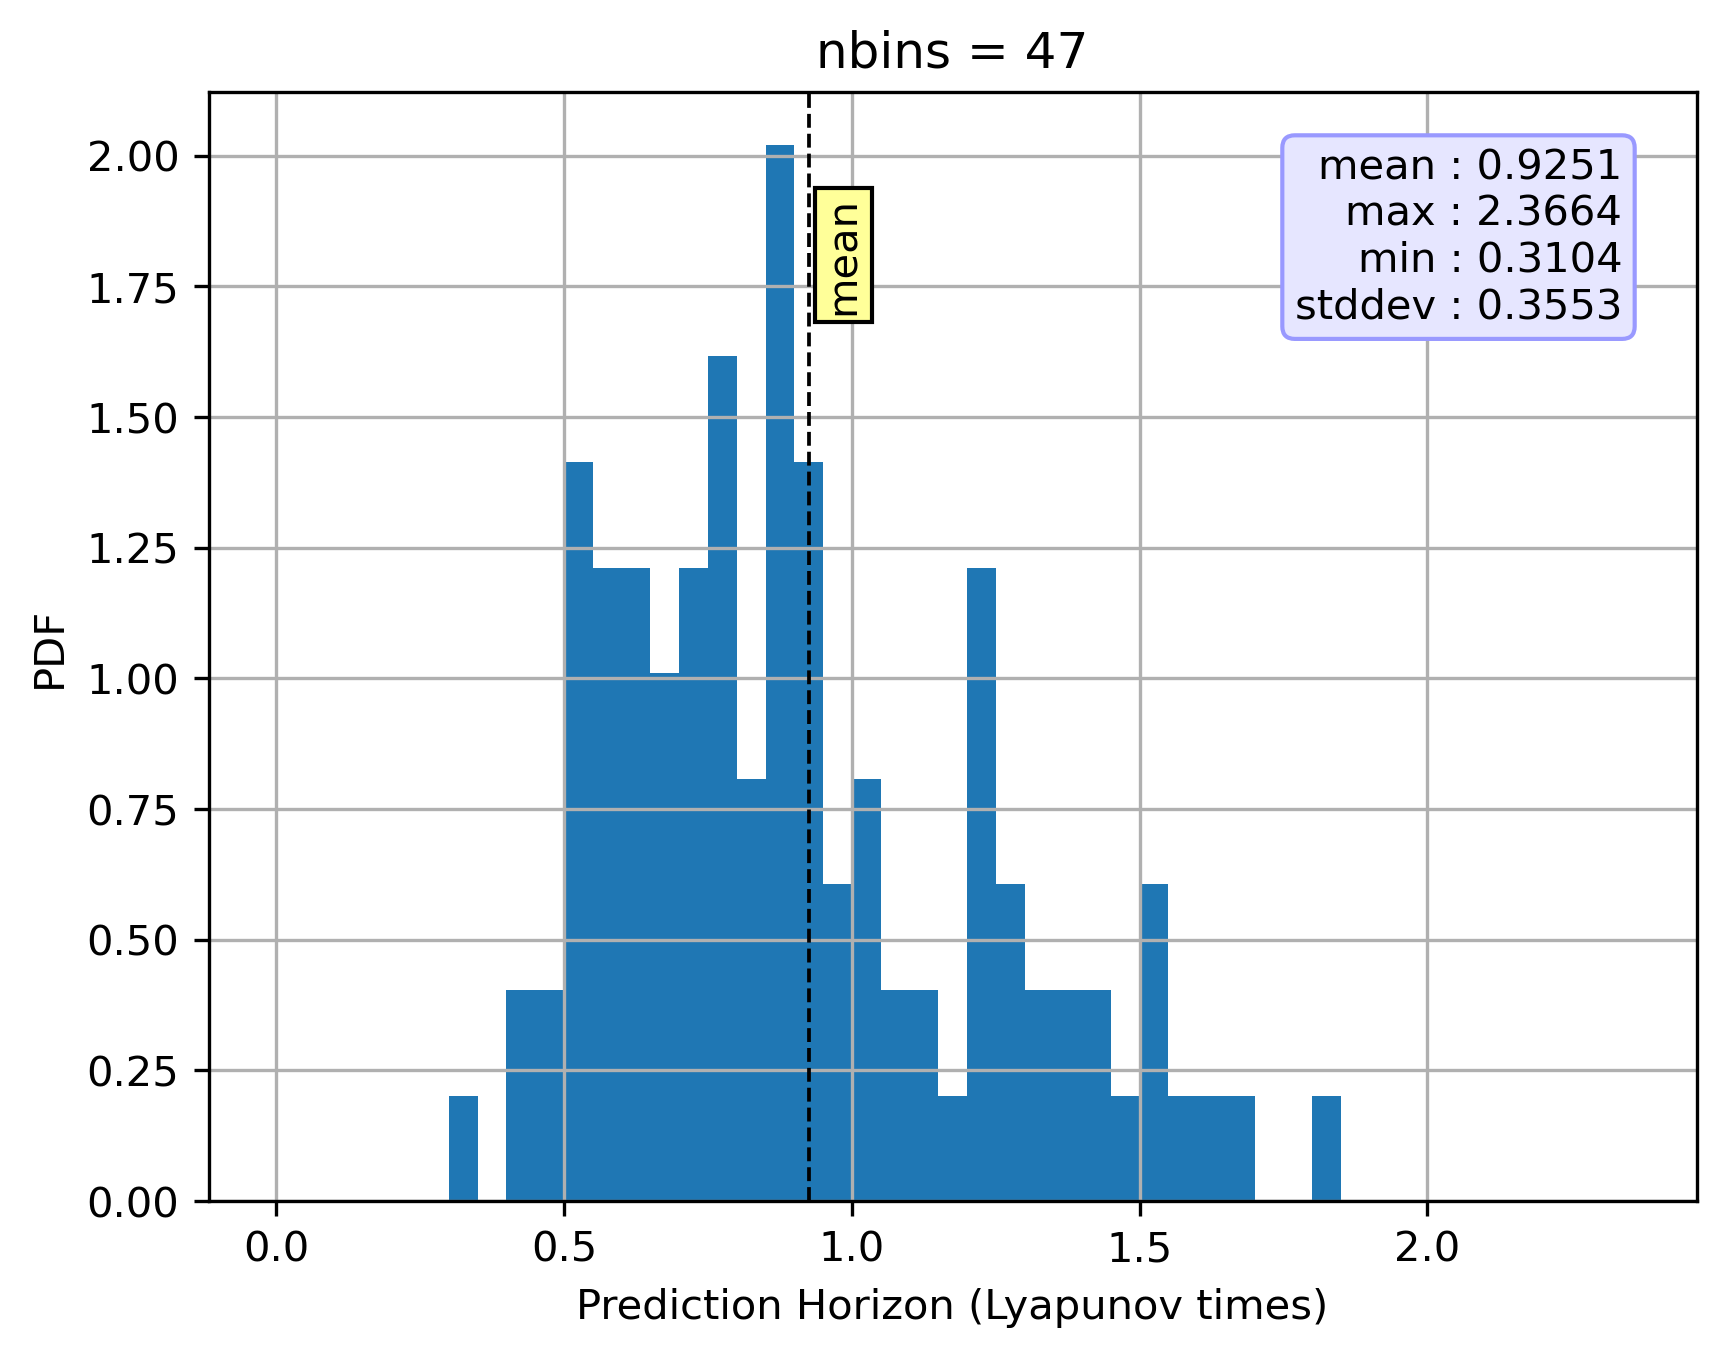 nbins = 47
2.00
1.75
1.50
1.25
1.00
0.75
0.50
0.25
0.00
PDF
mean
mean : 0.9251
max : 2.3664
min : 0.3104
stddev : 0.3553
0.0 0.5 1.0 1.5 2.0
Prediction Horizon (Lyapunov times)